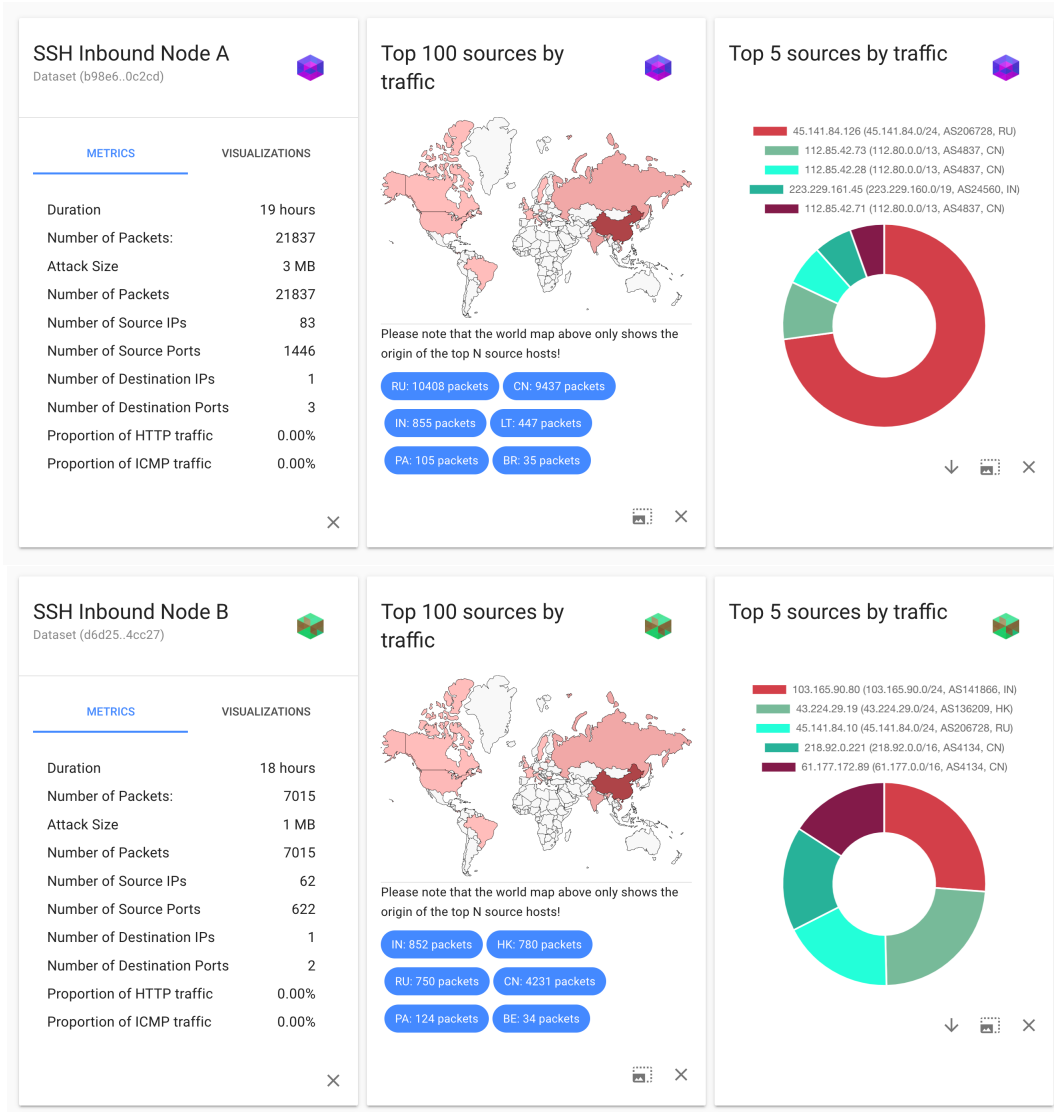 SSH Inbound Node A
Dataset (b98e6..0c2cd)
METRICS
VISUALIZATIONS
Duration 19 hours
Number of Packets: 21837
Attack Size 3 MB
Number of Packets 21837
Number of Source IPs 83
Number of Source Ports 1446
Number of Destination IPs 1
Number of Destination Ports 3
Proportion of HTTP traffic 0.00%
Proportion of ICMP traffic 0.00%
Top 100 sources by
traffic
Please note that the world map above only shows the
origin of the top N source hosts!
RU: 10408 packets CN: 9437 packets
IN: 855 packets LT: 447 packets
PA: 105 packets BR: 35 packets
Top 5 sources by traffic
45.141.84.126 (45.141.84.0/24, AS206728, RU)
112.85.42.73 (112.80.0.0/13, AS4837, CN)
112.85.42.28 (112.80.0.0/13, AS4837, CN)
223.229.161.45 (223.229.160.0/19, AS24560, IN)
112.85.42.71 (112.80.0.0/13, AS4837, CN)
SSH Inbound Node B
Dataset (d6d25..4cc27)
METRICS
VISUALIZATIONS
Duration 18 hours
Number of Packets: 7015
Attack Size 1 MB
Number of Packets 7015
Number of Source IPs 62
Number of Source Ports 622
Number of Destination IPs 1
Number of Destination Ports 2
Proportion of HTTP traffic 0.00%
Proportion of ICMP traffic 0.00%
Top 100 sources by
traffic
Please note that the world map above only shows the
origin of the top N source hosts!
IN: 852 packets HK: 780 packets
RU: 750 packets CN: 4231 packets
PA: 124 packets BE: 34 packets
Top 5 sources by traffic
103.165.90.80 (103.165.90.0/24, AS141866, IN)
43.224.29.19 (43.224.29.0/24, AS136209, HK)
45.141.84.10 (45.141.84.0/24, AS206728, RU)
218.92.0.221 (218.92.0.0/16, AS4134, CN)
61.177.172.89 (61.177.0.0/16, AS4134, CN)